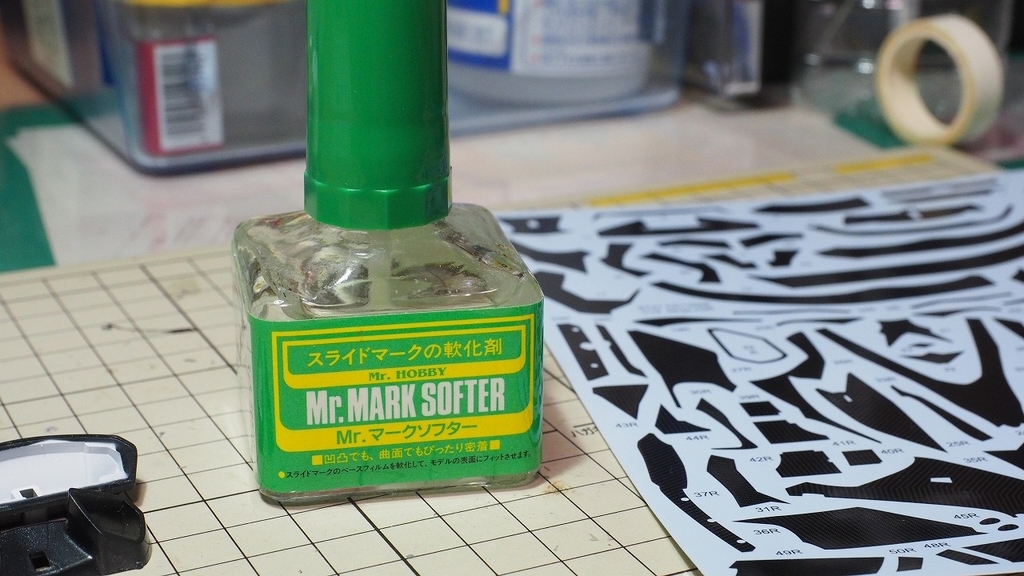 スライドマークの軟化剤
Mr. HOBBY
Mr. MARK SOFTER
Mr.マークソフター
■凹凸でも、曲面でもぴったり密着■
●スライドマークのベースフィルムを軟化して、モデルの表面にフィットさせます。
43R
44R
41R
42R
40R
37R
31R
35R
36R
45R
49R
50R
48R